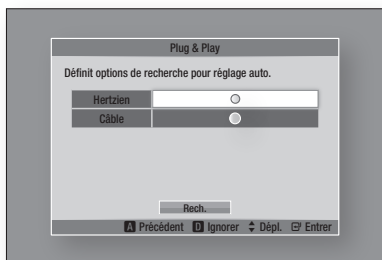 Plug & Play
Définit options de recherche pour réglage auto.
Hertzien
Câble
Rech.
A Précédent D Ignorer Dépl. Entrer